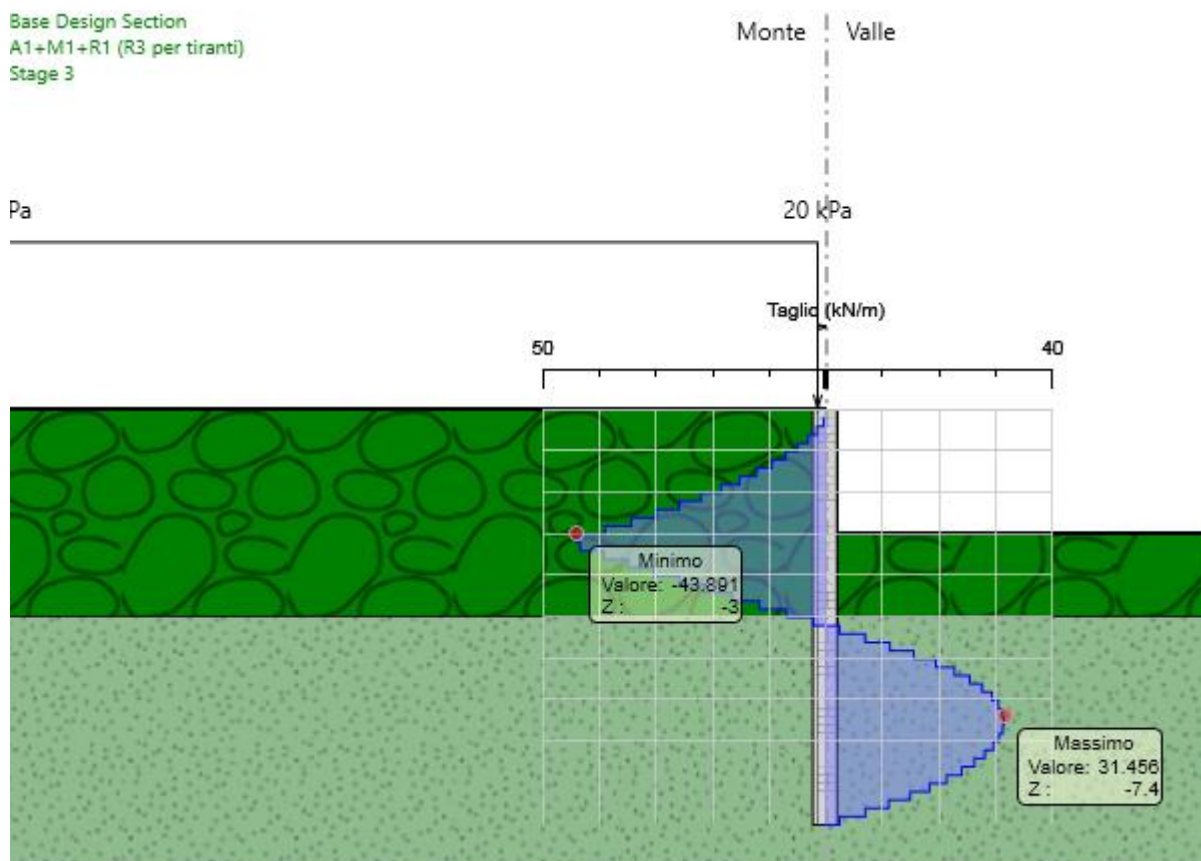 Base Design Section
A1+M1+R1 (R3 per tiranti)
Stage 3
Monte
Valle
Pa
20 kPa
Taglio (kN/m)
50
40
Minimo
Valore: -43.891
Z : -3
Massimo
Valore: 31.456
Z : -7.4